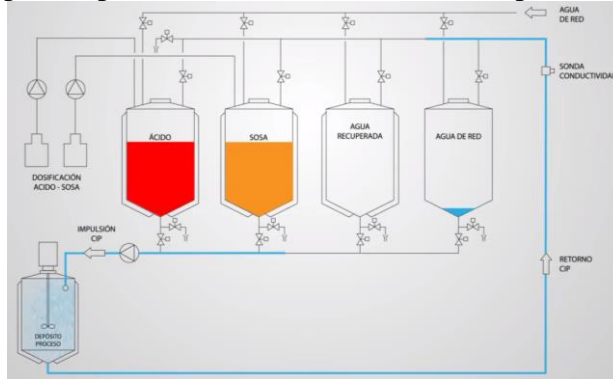 AGUA
DE RED
SONDA
CONDUCTIVIDAD
ÁCIDO
SOSA
AGUA
RECUPERADA
AGUA DE RED
DOSIFICACIÓN
ACIDO - SOSA
IMPULSIÓN
CIP
RETORNO
CIP
DEPÓSITO
PROCESO